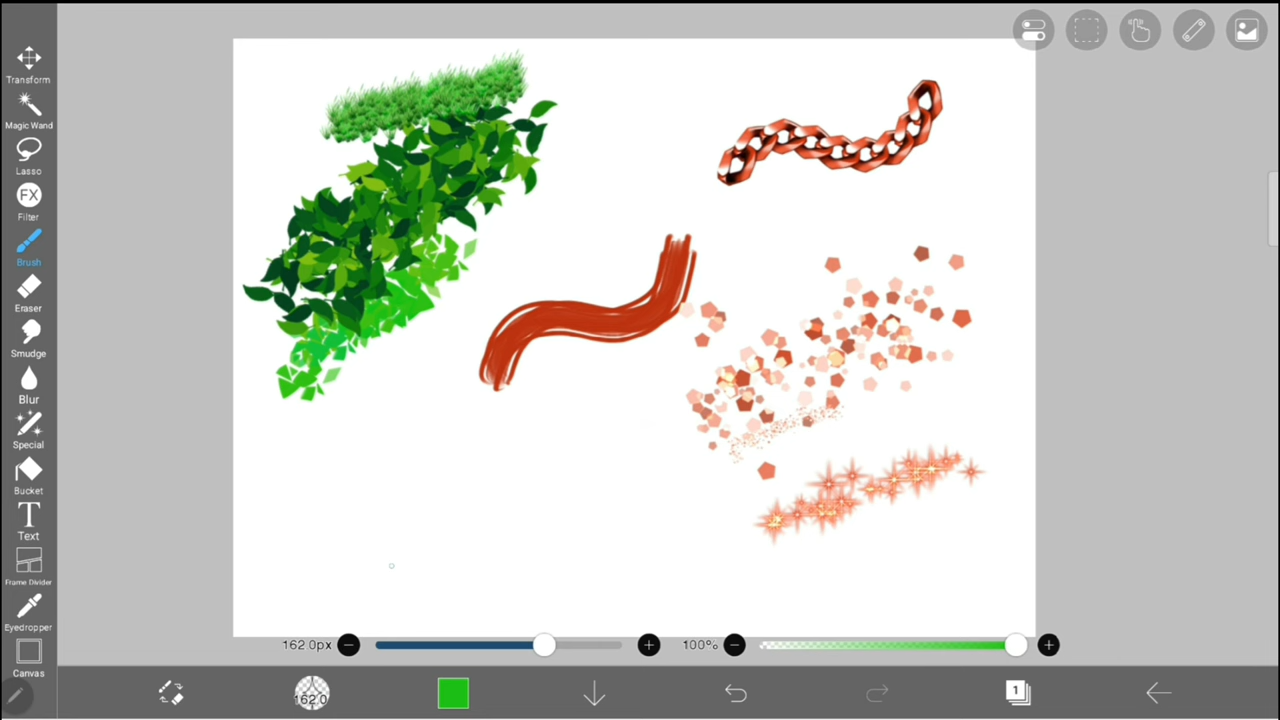 Transform
Magic Wand
Lasso
FX
Filter
Brush
Eraser
Smudge
Blur
Special
Bucket
T
Text
Frame Divider
Eyedropper
Canvas
162.0px
100%
162.0
1